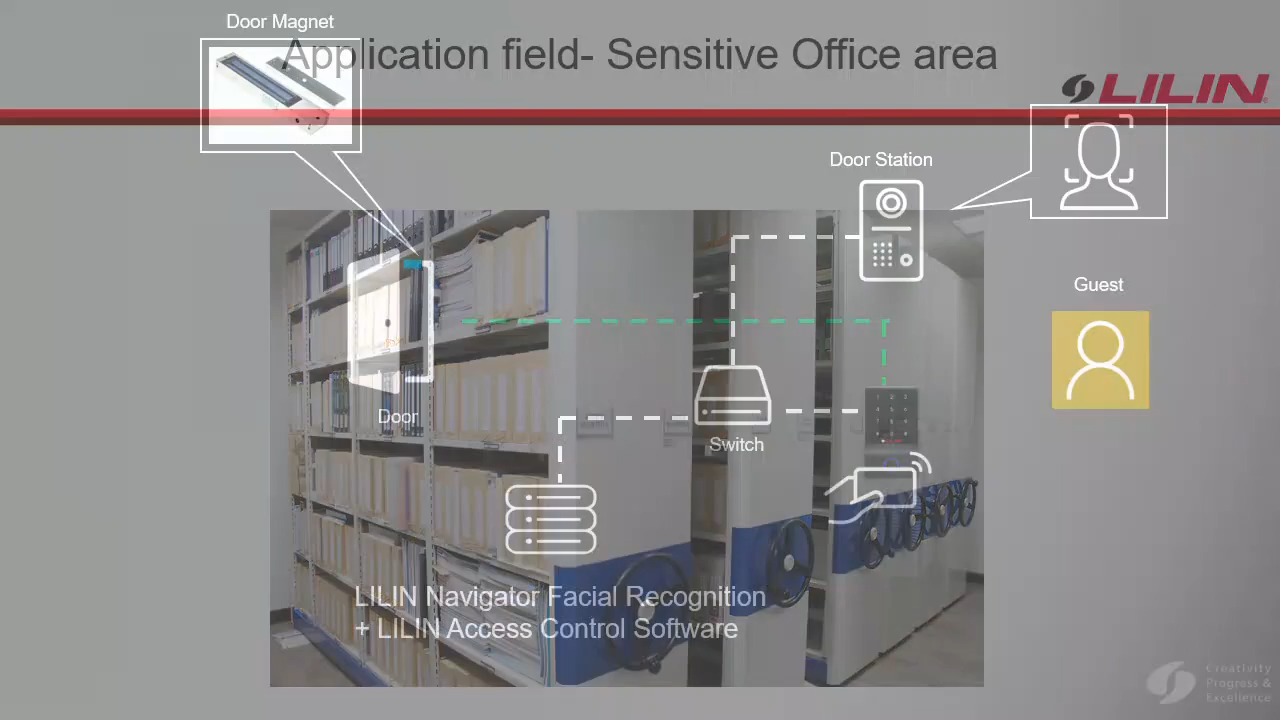 Door Magnet
Application field- Sensitive Office area
LILIN
Door Station
Guest
Door
Switch
LILIN Navigator Facial Recognition
+ LILIN Access Control Software
Creativity
Progress &
Excellence